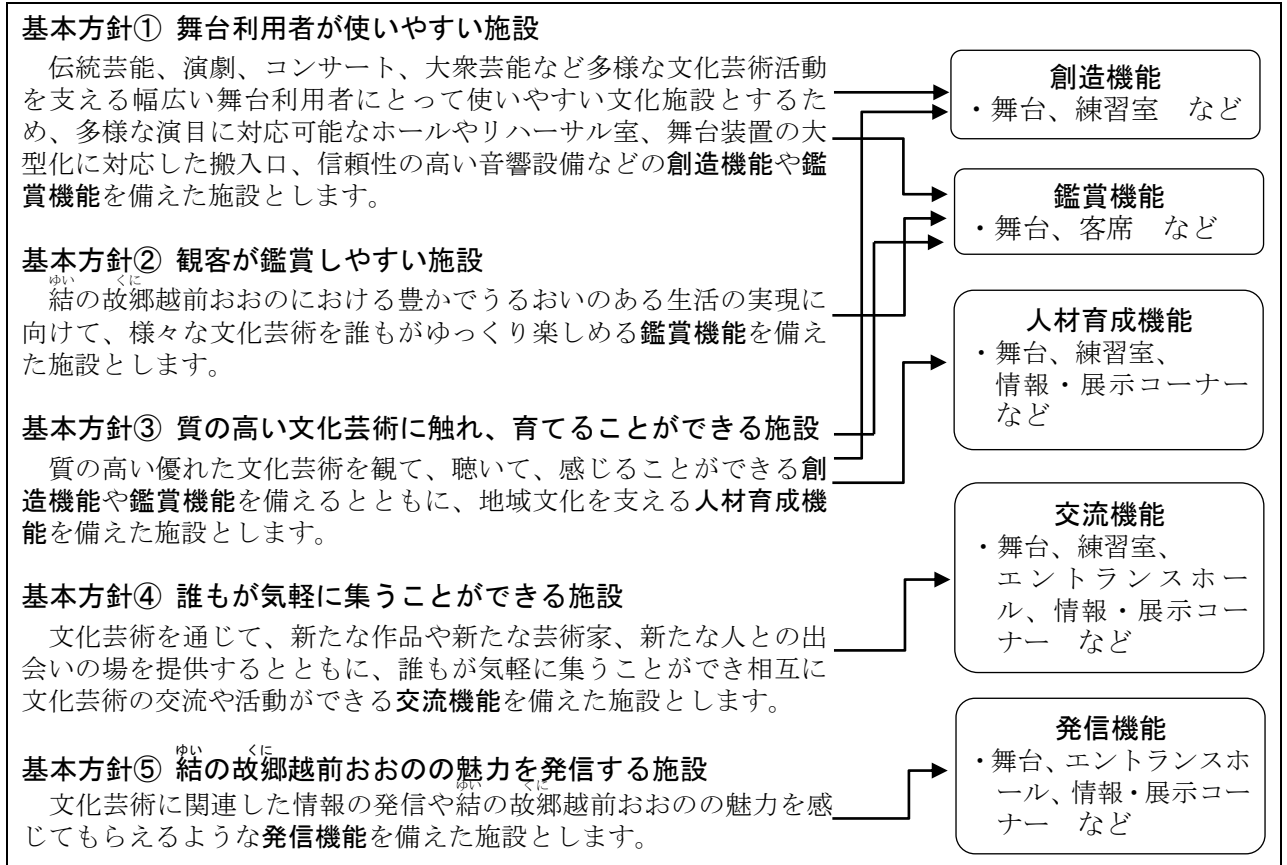 基本方針① 舞台利用者が使いやすい施設
伝統芸能、演劇、コンサート、大衆芸能など多様な文化芸術活動
を支える幅広い舞台利用者にとって使いやすい文化施設とするた
め、多様な演目に対応可能なホールやリハーサル室、舞台装置の大
型化に対応した搬入口、信頼性の高い音響設備などの創造機能や鑑
賞機能を備えた施設とします。
基本方針② 観客が鑑賞しやすい施設
ゆい くに
結の故郷越前おおのにおける豊かでうるおいのある生活の実現に
向けて、様々な文化芸術を誰もがゆっくり楽しめる鑑賞機能を備え
た施設とします。
基本方針③ 質の高い文化芸術に触れ、育てることができる施設
質の高い優れた文化芸術を観て、聴いて、感じることができる創
造機能や鑑賞機能を備えるとともに、地域文化を支える人材育成機
能を備えた施設とします。
基本方針④ 誰もが気軽に集うことができる施設
文化芸術を通じて、新たな作品や新たな芸術家、新たな人との出
会いの場を提供するとともに、誰もが気軽に集うことができ相互に
文化芸術の交流や活動ができる交流機能を備えた施設とします。
ゆい くに
基本方針⑤ 結の故郷越前おおのの魅力を発信する施設
ゆい くに
文化芸術に関連した情報の発信や結の故郷越前おおのの魅力を感
じてもらえるような発信機能を備えた施設とします。
創造機能
・舞台、練習室 など
鑑賞機能
・舞台、客席 など
人材育成機能
・舞台、練習室、
情報・展示コーナー
など
交流機能
・舞台、練習室、
エントランスホー
ル、情報・展示コー
ナー など
発信機能
・舞台、エントランスホ
ール、情報・展示コー
ナー など